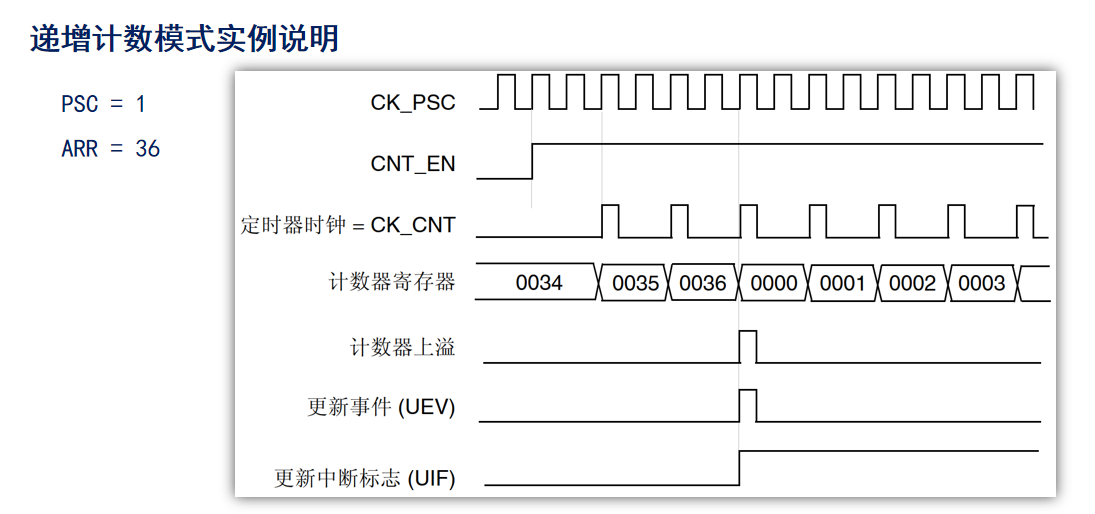 递增计数模式实例说明
PSC = 1
ARR = 36
CK_PSC
CNT_EN
定时器时钟 = CK_CNT
计数器寄存器
0034 0035 0036 0000 0001 0002 0003
计数器上溢
更新事件 (UEV)
更新中断标志 (UIF)